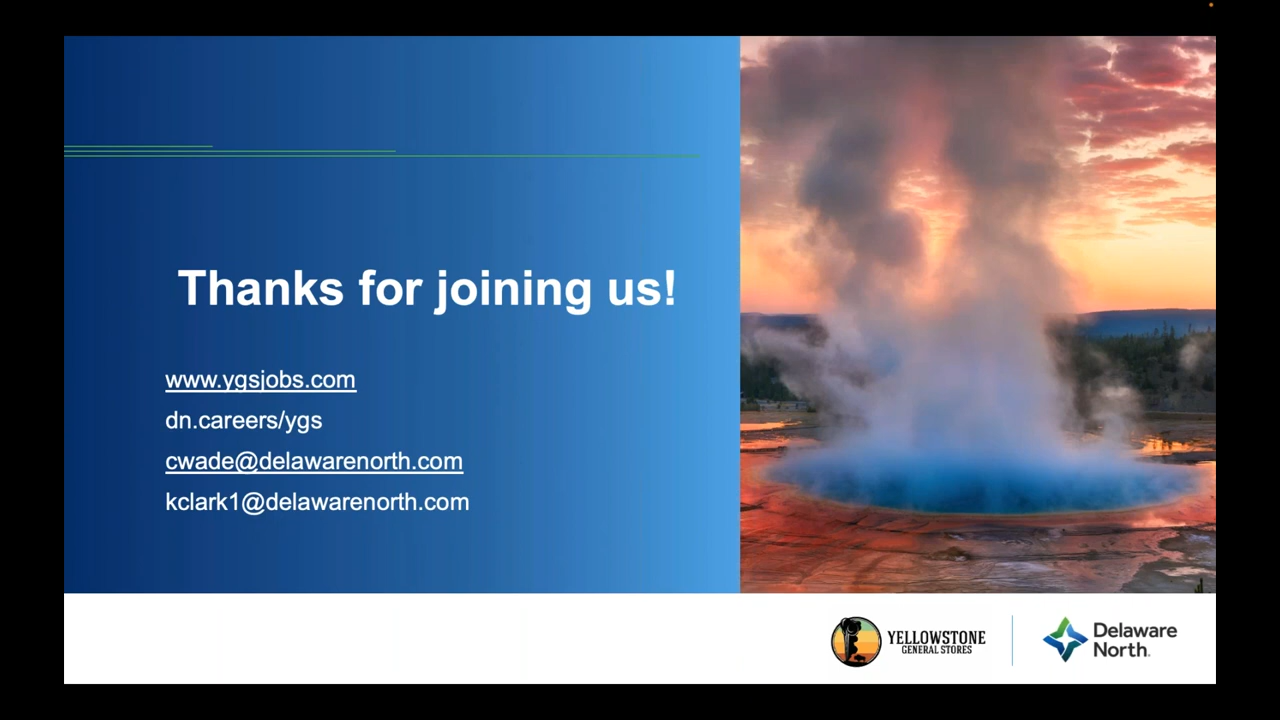 Thanks for joining us!
www.ygsjobs.com
dn.careers/ygs
cwade@delawarenorth.com
kclark1@delawarenorth.com
YELLOWSTONE
GENERAL STORES
Delaware
North.